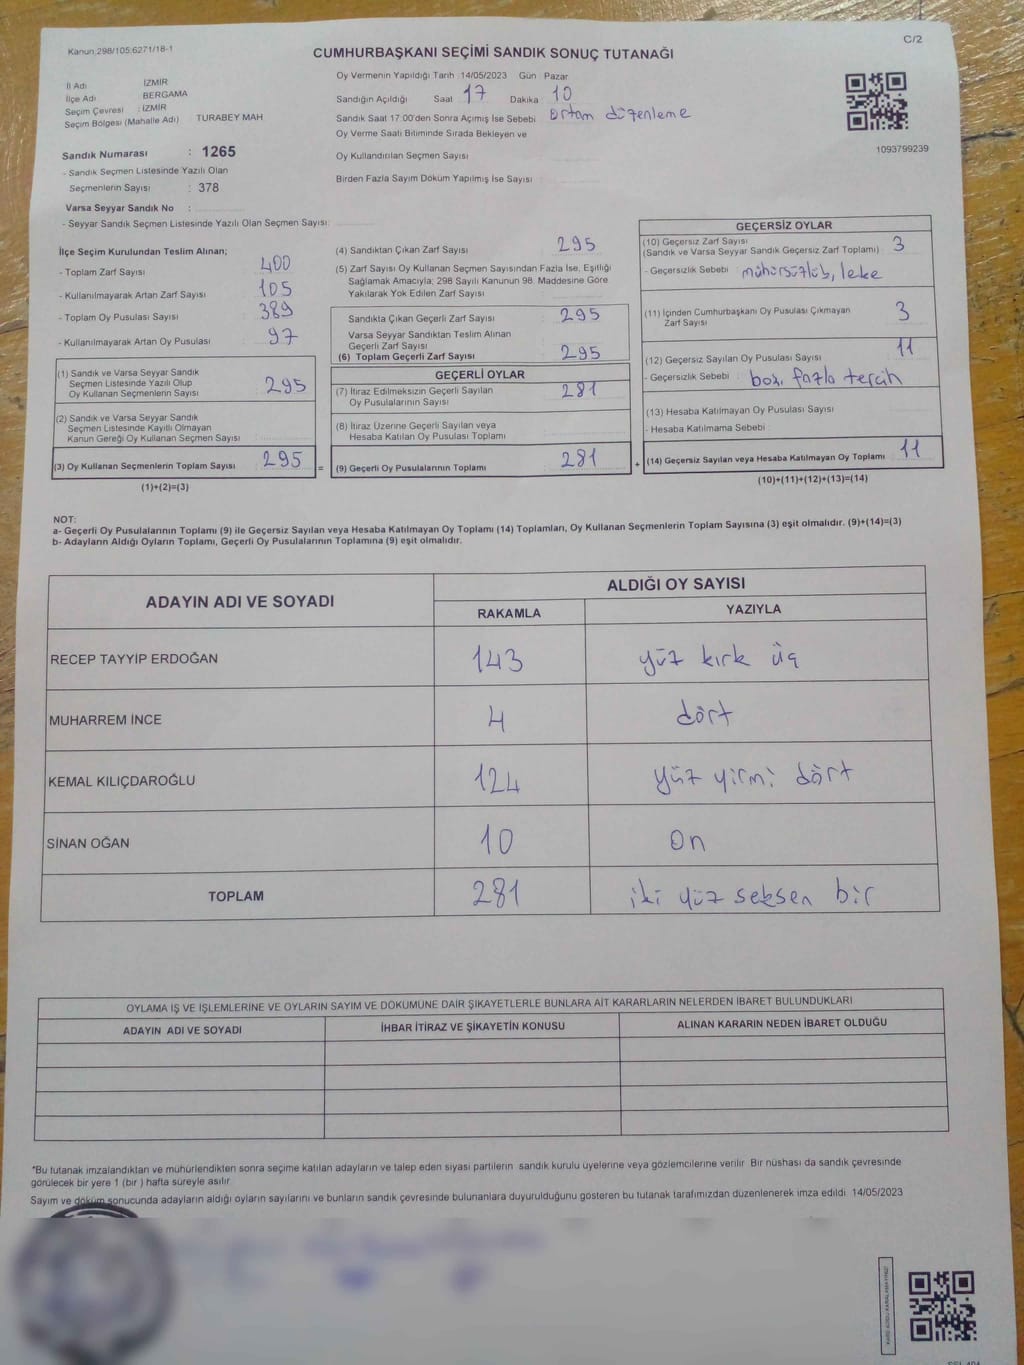 Kanun:298/105;6271/18-1
C/2
CUMHURBAŞKANI SEÇİMİ SANDIK SONUÇ TUTANAĞI
İl Adı İZMİR
İlçe Adı BERGAMA
Seçim Çevresi : İZMİR
Seçim Bölgesi (Mahalle Adı) TURABEY MAH
Sandık Numarası : 1265
- Sandık Seçmen Listesinde Yazılı Olan
Seçmenlerin Sayısı : 378
Varsa Seyyar Sandık No :
- Seyyar Sandık Seçmen Listesinde Yazılı Olan Seçmen Sayısı:
Oy Vermenin Yapıldığı Tarih :14/05/2023 Gün Pazar
Sandığın Açıldığı Saat 17 Dakika 10
Sandık Saat 17:00'den Sonra Açımış İse Sebebi Ortam düzenleme
Oy Verme Saati Bitiminde Sırada Bekleyen ve
Oy Kullandırılan Seçmen Sayısı
Birden Fazla Sayım Döküm Yapılmış İse Sayısı :
1093799239
İlçe Seçim Kurulundan Teslim Alınan;
- Toplam Zarf Sayısı 400
- Kullanılmayarak Artan Zarf Sayısı 105
- Toplam Oy Pusulası Sayısı 389
- Kullanılmayarak Artan Oy Pusulası 97
(1) Sandık ve Varsa Seyyar Sandık
Seçmen Listesinde Yazılı Olup
Oy Kullanan Seçmenlerin Sayısı 295
(2) Sandık ve Varsa Seyyar Sandık
Seçmen Listesinde Kayıtlı Olmayan
Kanun Gereği Oy Kullanan Seçmen Sayısı
(3) Oy Kullanan Seçmenlerin Toplam Sayısı 295 =
(1)+(2)=(3)
(4) Sandıktan Çıkan Zarf Sayısı 295
(5) Zarf Sayısı Oy Kullanan Seçmen Sayısından Fazla İse, Eşitliği
Sağlamak Amacıyla; 298 Sayılı Kanunun 98. Maddesine Göre
Yakılarak Yok Edilen Zarf Sayısı
Sandıkta Çıkan Geçerli Zarf Sayısı 295
Varsa Seyyar Sandıktan Teslim Alınan
Geçerli Zarf Sayısı
(6) Toplam Geçerli Zarf Sayısı 295
GEÇERLİ OYLAR
(7) İtiraz Edilmeksizin Geçerli Sayılan
Oy Pusulalarının Sayısı 281
(8) İtiraz Üzerine Geçerli Sayılan veya
Hesaba Katılan Oy Pusulası Toplamı
(9) Geçerli Oy Pusulalarının Toplamı 281 +
GEÇERSİZ OYLAR
(10) Geçersiz Zarf Sayısı
(Sandık ve Varsa Seyyar Sandık Geçersiz Zarf Toplamı) 3
- Geçersizlik Sebebi : mühürsüzlük, leke
(11) İçinden Cumhurbaşkanı Oy Pusulası Çıkmayan
Zarf Sayısı 3
(12) Geçersiz Sayılan Oy Pusulası Sayısı 11
- Geçersizlik Sebebi : boş, fazla tercih
(13) Hesaba Katılmayan Oy Pusulası Sayısı
- Hesaba Katılmama Sebebi
(14) Geçersiz Sayılan veya Hesaba Katılmayan Oy Toplamı 11
(10)+(11)+(12)+(13)=(14)
NOT:
a- Geçerli Oy Pusulalarının Toplamı (9) ile Geçersiz Sayılan veya Hesaba Katılmayan Oy Toplamı (14) Toplamları, Oy Kullanan Seçmenlerin Toplam Sayısına (3) eşit olmalıdır. (9)+(14)=(3)
b- Adayların Aldığı Oyların Toplamı, Geçerli Oy Pusulalarının Toplamına (9) eşit olmalıdır.
ADAYIN ADI VE SOYADI
ALDIĞI OY SAYISI
RAKAMLA YAZIYLA
RECEP TAYYİP ERDOĞAN 143 yüz kırk üç
MUHARREM İNCE 4 dört
KEMAL KILIÇDAROĞLU 124 yüz yirmi dört
SİNAN OĞAN 10 on
TOPLAM 281 iki yüz seksen bir
OYLAMA İŞ VE İŞLEMLERİNE VE OYLARIN SAYIM VE DÖKÜMÜNE DAİR ŞİKAYETLERLE BUNLARA AİT KARARLARIN NELERDEN İBARET BULUNDUKLARI
ADAYIN ADI VE SOYADI İHBAR İTİRAZ VE ŞİKAYETİN KONUSU ALINAN KARARIN NEDEN İBARET OLDUĞU
*Bu tutanak imzalandıktan ve mühürlendikten sonra seçime katılan adayların ve talep eden siyasi partilerin sandık kurulu üyelerine veya gözlemcilerine verilir. Bir nüshası da sandık çevresinde
görülecek bir yere 1 (bir ) hafta süreyle asılır.
Sayım ve döküm sonucunda adayların aldığı oyların sayılarını ve bunların sandık çevresinde bulunanlara duyurulduğunu gösteren bu tutanak tarafımızdan düzenlenerek imza edildi. 14/05/2023